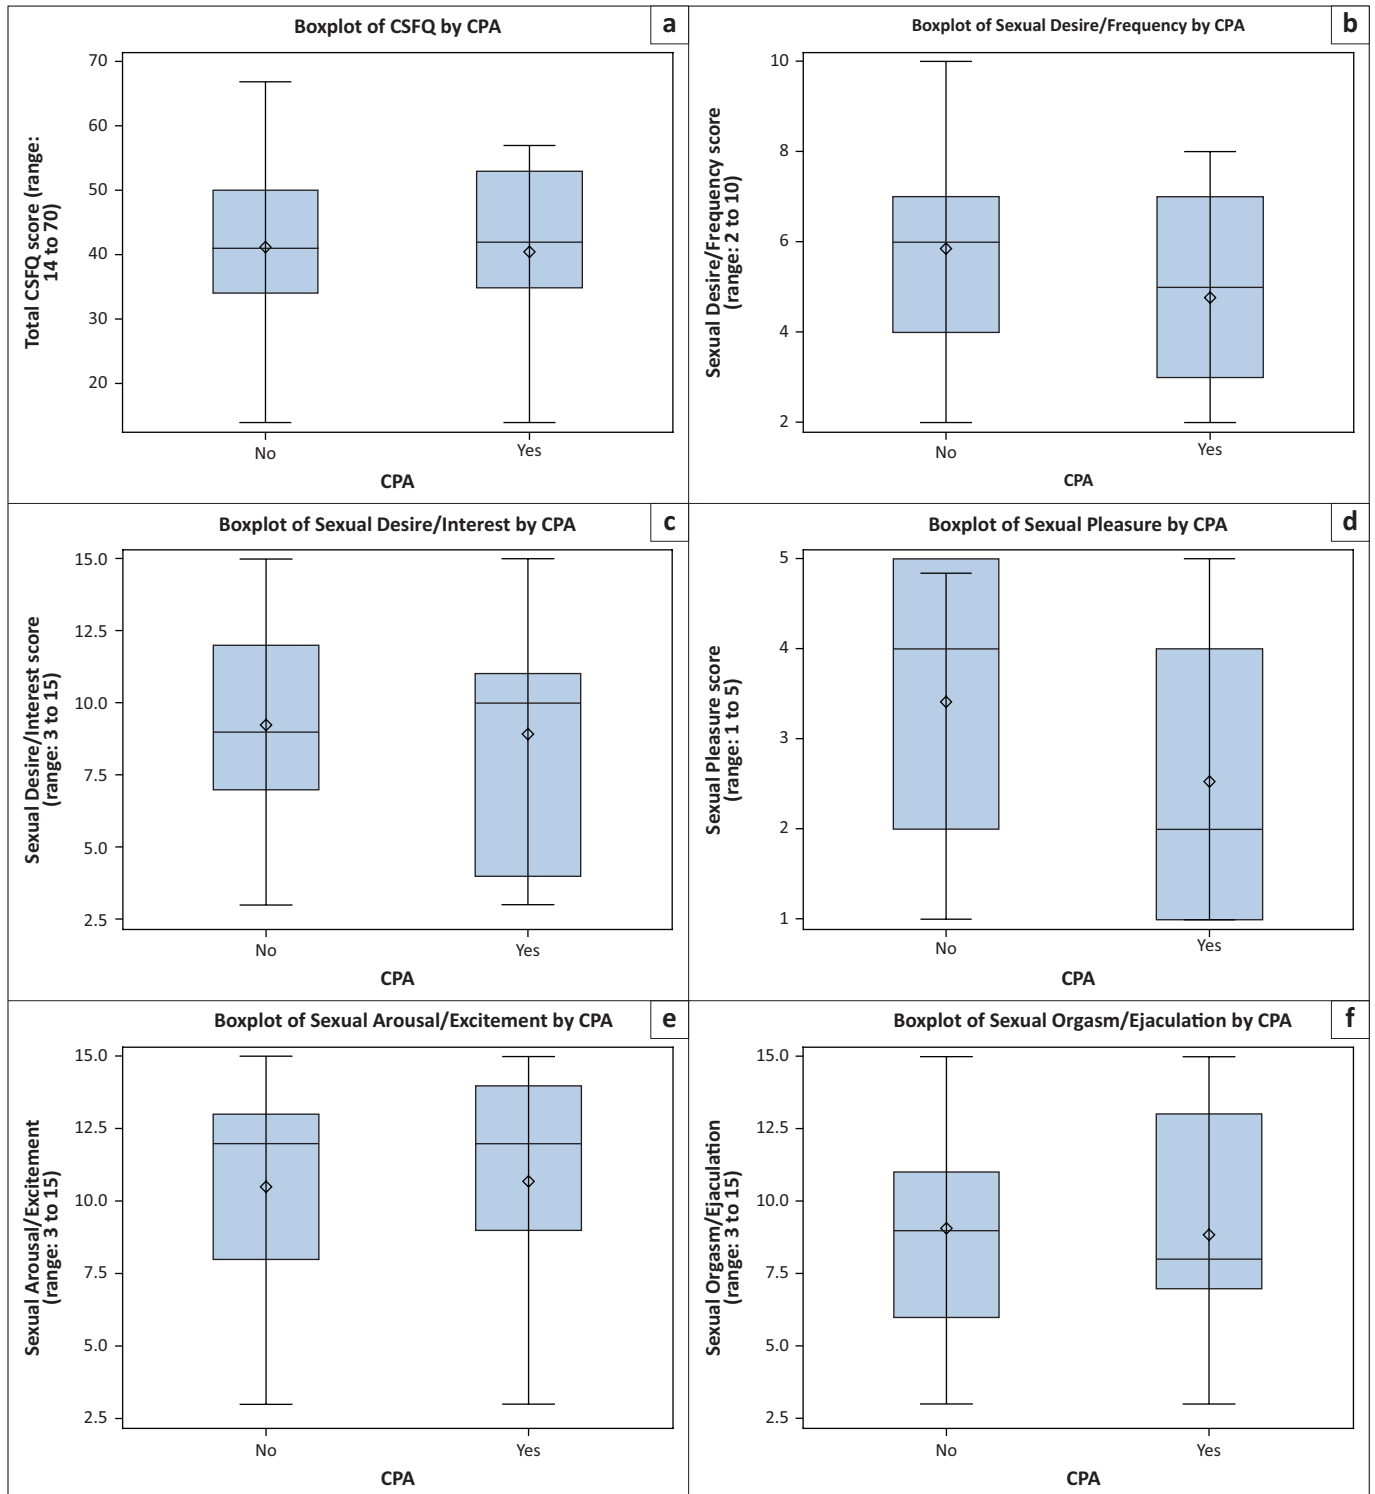 Boxplot of CSFQ by CPA
a
Total CSFQ score (range:
14 to 70)
70
60
50
40
30
20
No
Yes
CPA
Boxplot of Sexual Desire/Frequency by CPA
b
Sexual Desire/Frequency score
(range: 2 to 10)
10
8
6
4
2
No
Yes
CPA
Boxplot of Sexual Desire/Interest by CPA
c
Sexual Desire/Interest score
(range: 3 to 15)
15.0
12.5
10.0
7.5
5.0
2.5
No
Yes
CPA
Boxplot of Sexual Pleasure by CPA
d
Sexual Pleasure score
(range: 1 to 5)
5
4
3
2
1
No
Yes
CPA
Boxplot of Sexual Arousal/Excitement by CPA
e
Sexual Arousal/Excitement
(range: 3 to 15)
15.0
12.5
10.0
7.5
5.0
2.5
No
Yes
CPA
Boxplot of Sexual Orgasm/Ejaculation by CPA
f
Sexual Orgasm/Ejaculation
(range: 3 to 15)
15.0
12.5
10.0
7.5
5.0
2.5
No
Yes
CPA